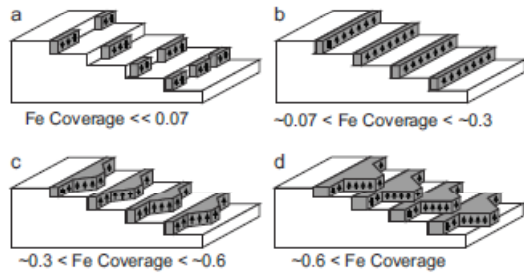 a
Fe Coverage << 0.07
b
~0.07 < Fe Coverage < ~0.3
c
~0.3 < Fe Coverage < ~0.6
d
~0.6 < Fe Coverage